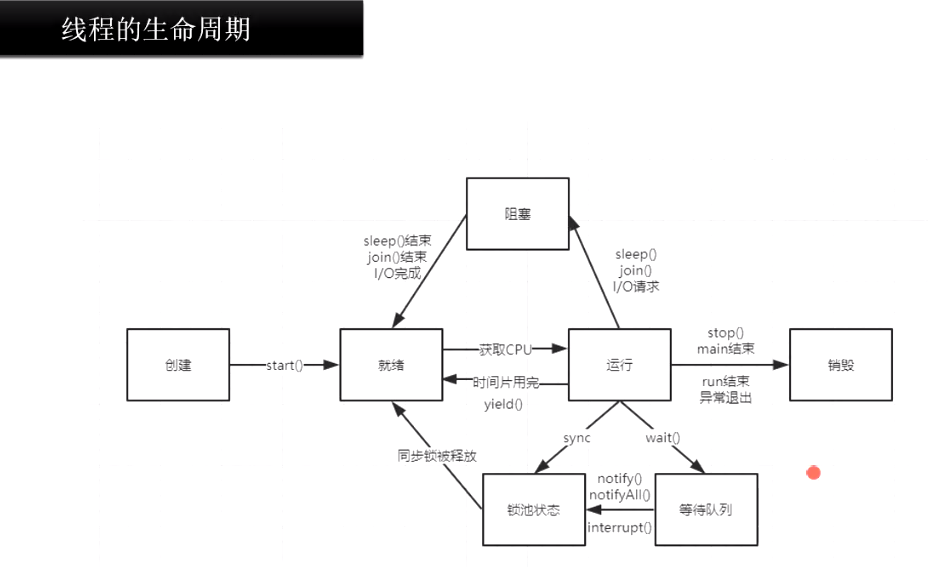 线程的生命周期
阻塞
sleep()结束
join()结束
I/O完成
sleep()
join()
I/O请求
创建
start()
就绪
获取CPU
时间片用完
yield()
运行
stop()
main结束
run结束
异常退出
销毁
sync
wait()
同步锁被释放
锁池状态
notify()
notifyAll()
interrupt()
等待队列